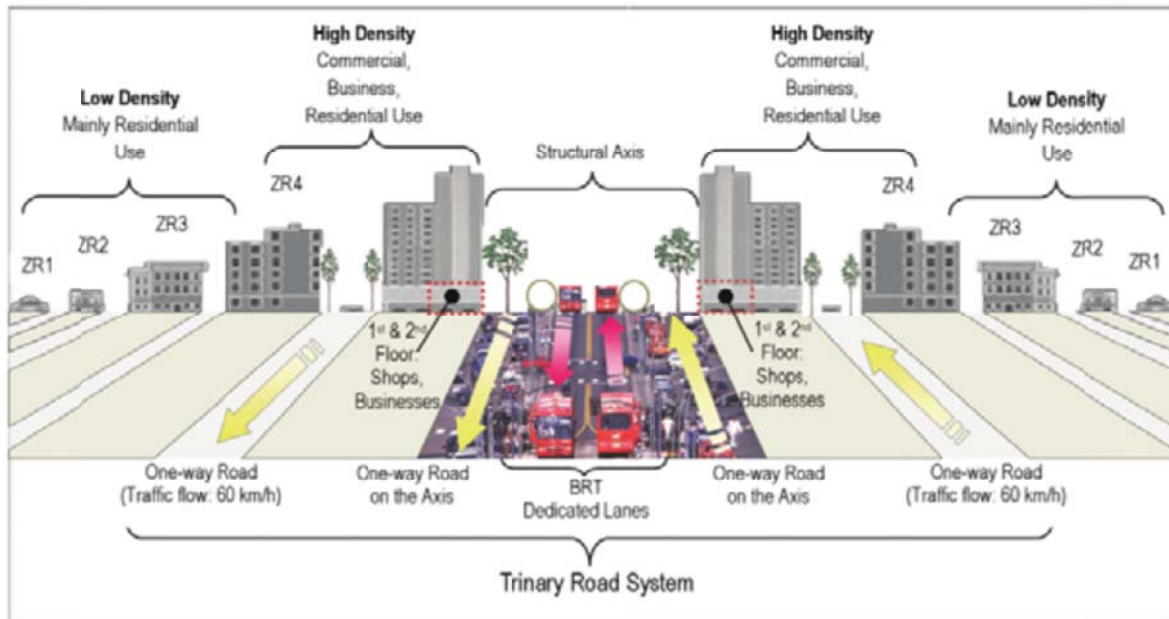 High Density
Commercial,
Business,
Residential Use
High Density
Commercial,
Business,
Residential Use
Low Density
Mainly Residential
Use
Low Density
Mainly Residential
Use
Structural Axis
ZR4
ZR4
ZR3
ZR3
ZR2
ZR2
ZR1
ZR1
1st & 2nd
Floor:
Shops,
Businesses
1st & 2nd
Floor:
Shops,
Businesses
One-way Road
(Traffic flow: 60 km/h)
One-way Road
on the Axis
BRT
Dedicated Lanes
One-way Road
on the Axis
One-way Road
(Traffic flow: 60 km/h)
Trinary Road System